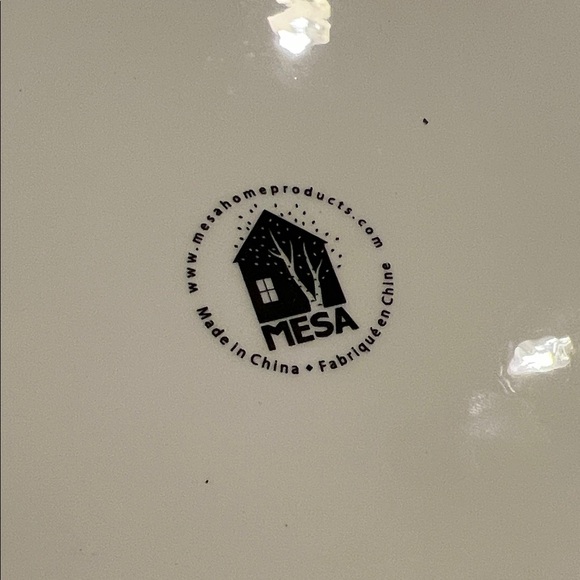 www.mesahomeproducts.com
MESA
Made in China ◆ Fabriqué en Chine